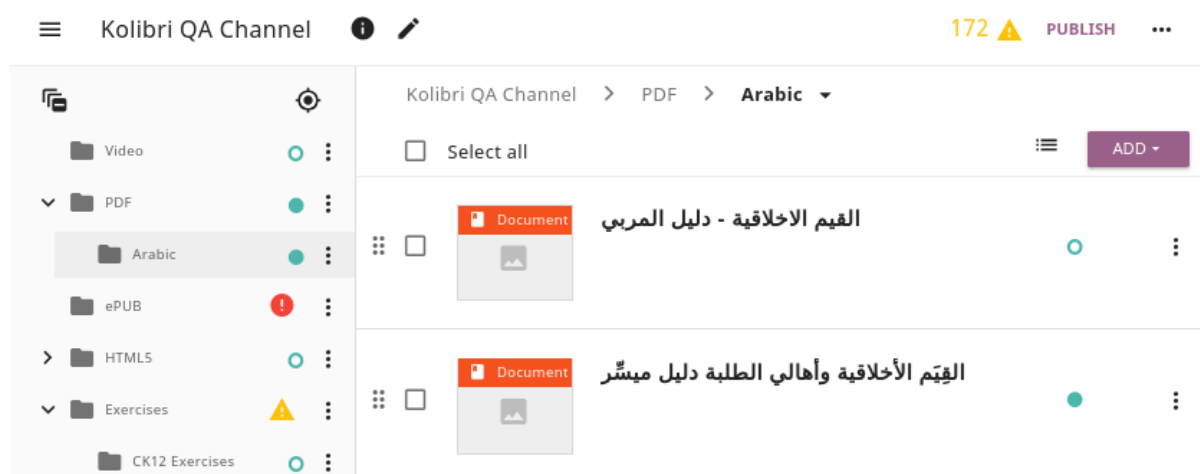 Kolibri QA Channel
172
PUBLISH
Video
PDF
Arabic
ePUB
HTML5
Exercises
CK12 Exercises
Kolibri QA Channel > PDF > Arabic
Select all
ADD
Document
القيم الاخلاقية - دليل المربي
Document
القِيَم الأخلاقية وأهالي الطلبة دليل ميسِّر